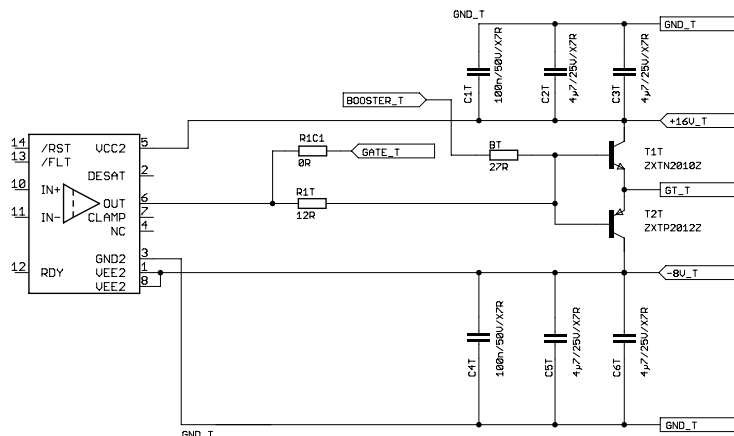 GND_T
GND_T
C1T
100n/50V/X7R
C2T
4µ7/25V/X7R
C3T
4µ7/25V/X7R
BOOSTER_T
+16V_T
14
/RST
VCC2
5
13
/FLT
R1C1
0R
GATE_T
BT
27R
T1T
ZXTN2010Z
DESAT
2
10
IN+
OUT
6
GT_T
R1T
12R
11
IN-
CLAMP
7
NC
4
T2T
ZXTP2012Z
GND2
3
12
RDY
VEE2
1
VEE2
8
-8V_T
C4T
100n/50V/X7R
C5T
4µ7/25V/X7R
C6T
4µ7/25V/X7R
GND_T
GND_T